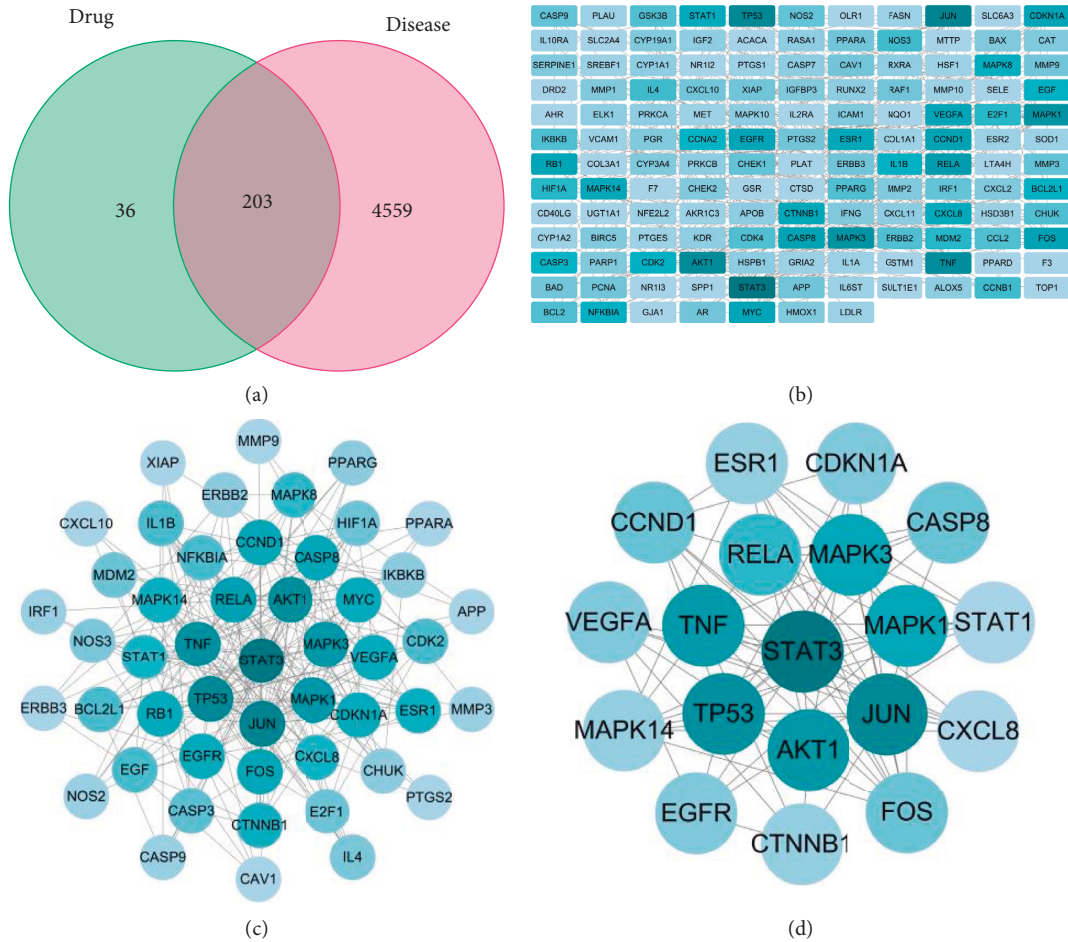 Drug
Disease
36
203
4559
(a)
CASP9 PLAU GSK3B STAT1 TP53 NOS2 OLR1 FASN JUN SLC6A3 CDKN1A
IL10RA SLC2A4 CYP19A1 IGF2 ACACA RASA1 PPARA NOS3 MTTP BAX CAT
SERPINE1 SREBF1 CYP1A1 NR1I2 PTGS1 CASP7 CAV1 RXRA HSF1 MAPK8 MMP9
DRD2 MMP1 IL4 CXCL10 XIAP IGFBP3 RUNX2 RAF1 MMP10 SELE EGF
AHR ELK1 PRKCA MET MAPK10 IL2RA ICAM1 NQO1 VEGFA E2F1 MAPK1
IKBKB VCAM1 PGR CCNA2 EGFR PTGS2 ESR1 COL1A1 CCND1 ESR2 SOD1
RB1 COL3A1 CYP3A4 PRKCB CHEK1 PLAT ERBB3 IL1B RELA LTA4H MMP3
HIF1A MAPK14 F7 CHEK2 GSR CTSD PPARG MMP2 IRF1 CXCL2 BCL2L1
CD40LG UGT1A1 NFE2L2 AKR1C3 APOB CTNNB1 IFNG CXCL11 CXCL8 HSD3B1 CHUK
CYP1A2 BIRC5 PTGES KDR CDK4 CASP8 MAPK3 ERBB2 MDM2 CCL2 FOS
CASP3 PARP1 CDK2 AKT1 HSPB1 GRIA2 IL1A GSTM1 TNF PPARD F3
BAD PCNA NR1I3 SPP1 STAT3 APP IL6ST SULT1E1 ALOX5 CCNB1 TOP1
BCL2 NFKBIA GJA1 AR MYC HMOX1 LDLR
(b)
MMP9
XIAP
PPARG
ERBB2
MAPK8
CXCL10
IL1B
HIF1A
PPARA
NFKBIA
CCND1
CASP8
IKBKB
MDM2
MAPK14
RELA
AKT1
MYC
IRF1
APP
NOS3
STAT1
TNF
STAT3
MAPK3
VEGFA
CDK2
ERBB3
BCL2L1
RB1
TP53
JUN
MAPK1
CDKN1A
ESR1
MMP3
EGF
EGFR
FOS
CXCL8
CHUK
NOS2
PTGS2
CASP3
CTNNB1
E2F1
CASP9
CAV1
IL4
(c)
ESR1
CDKN1A
CCND1
RELA
MAPK3
CASP8
VEGFA
TNF
STAT3
MAPK1
STAT1
MAPK14
TP53
AKT1
JUN
CXCL8
EGFR
CTNNB1
FOS
(d)